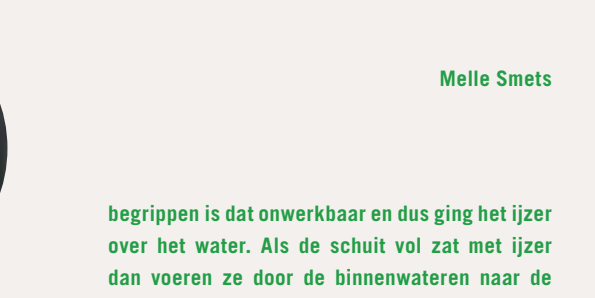 Melle Smets
begrippen is dat onwerkbaar en dus ging het ijzer
over het water. Als de schuit vol zat met ijzer
dan voeren ze door de binnenwateren naar de